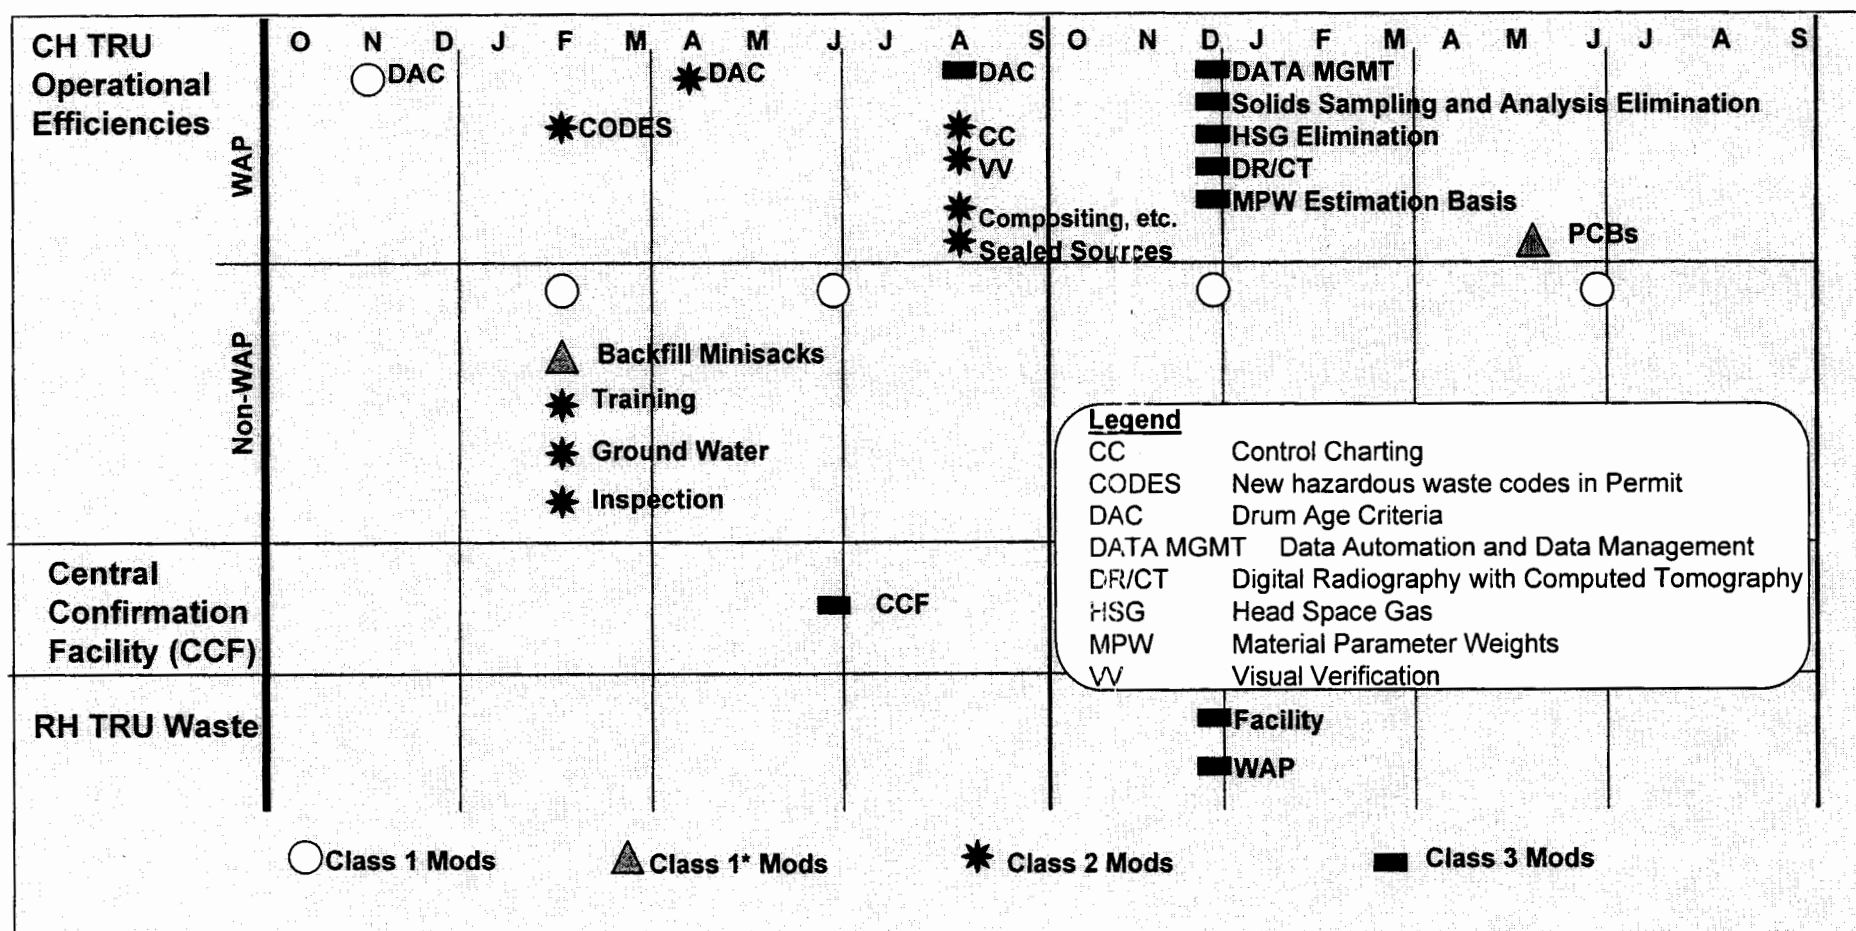 CH TRU
Operational
Efficiencies
O N D J F M A M J J A S O N D J F M A M J J A S
WAP
DAC
DAC
DAC
DATA MGMT
Solids Sampling and Analysis Elimination
CODES
CC
HSG Elimination
VV
DR/CT
MPW Estimation Basis
Compositing, etc.
PCBs
Sealed Sources
Non-WAP
Backfill Minisacks
Training
Ground Water
Inspection
Legend
CC Control Charting
CODES New hazardous waste codes in Permit
DAC Drum Age Criteria
DATA MGMT Data Automation and Data Management
DR/CT Digital Radiography with Computed Tomography
HSG Head Space Gas
MPW Material Parameter Weights
VV Visual Verification
Central
Confirmation
Facility (CCF)
CCF
RH TRU Waste
Facility
WAP
Class 1 Mods
Class 1* Mods
Class 2 Mods
Class 3 Mods